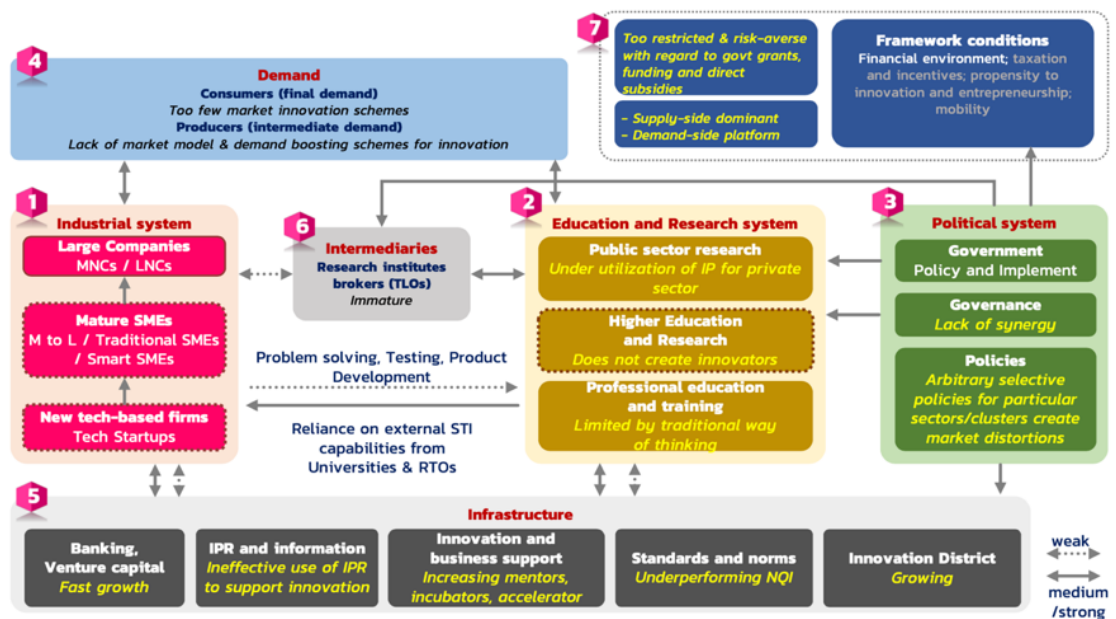 4
Demand
Consumers (final demand)
Too few market innovation schemes
Producers (intermediate demand)
Lack of market model & demand boosting schemes for innovation
7
Too restricted & risk-averse
with regard to govt grants,
funding and direct
subsidies
– Supply-side dominant
– Demand-side platform
Framework conditions
Financial environment; taxation
and incentives; propensity to
innovation and entrepreneurship;
mobility
1
Industrial system
Large Companies
MNCs / LNCs
Mature SMEs
M to L / Traditional SMEs
/ Smart SMEs
New tech-based firms
Tech Startups
6
Intermediaries
Research institutes
brokers (TLOs)
Immature
Problem solving, Testing, Product
Development
Reliance on external STI
capabilities from
Universities & RTOs
2
Education and Research system
Public sector research
Under utilization of IP for private
sector
Higher Education
and Research
Does not create innovators
Professional education
and training
Limited by traditional way
of thinking
3
Political system
Government
Policy and Implement
Governance
Lack of synergy
Policies
Arbitrary selective
policies for particular
sectors/clusters create
market distortions
5
Infrastructure
Banking,
Venture capital
Fast growth
IPR and information
Ineffective use of IPR
to support innovation
Innovation and
business support
Increasing mentors,
incubators, accelerator
Standards and norms
Underperforming NQI
Innovation District
Growing
weak
medium
/strong